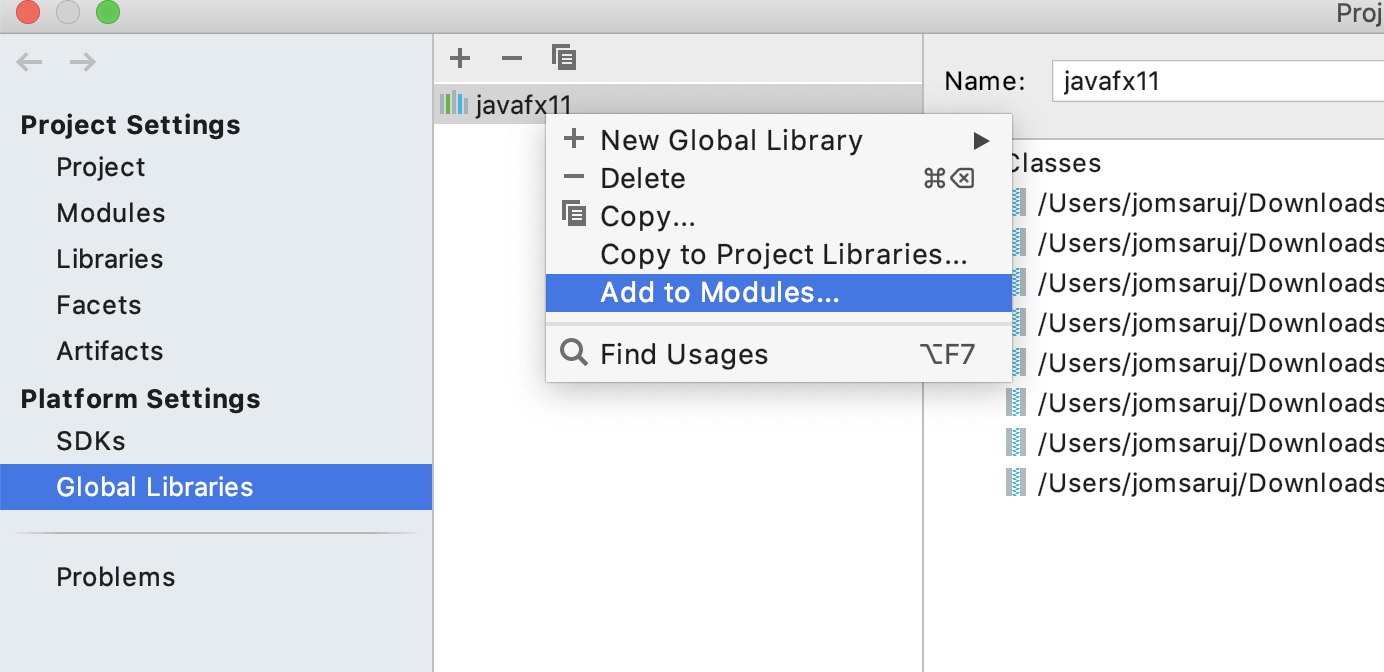 Proj
Project Settings
Project
Modules
Libraries
Facets
Artifacts
Platform Settings
SDKs
Global Libraries
Problems
javafx11
New Global Library
Delete ⌘⌫
Copy...
Copy to Project Libraries...
Add to Modules...
Find Usages ⌥F7
Name: javafx11
Classes
/Users/jomsaruj/Downloads
/Users/jomsaruj/Downloads
/Users/jomsaruj/Downloads
/Users/jomsaruj/Downloads
/Users/jomsaruj/Downloads
/Users/jomsaruj/Downloads
/Users/jomsaruj/Downloads
/Users/jomsaruj/Downloads